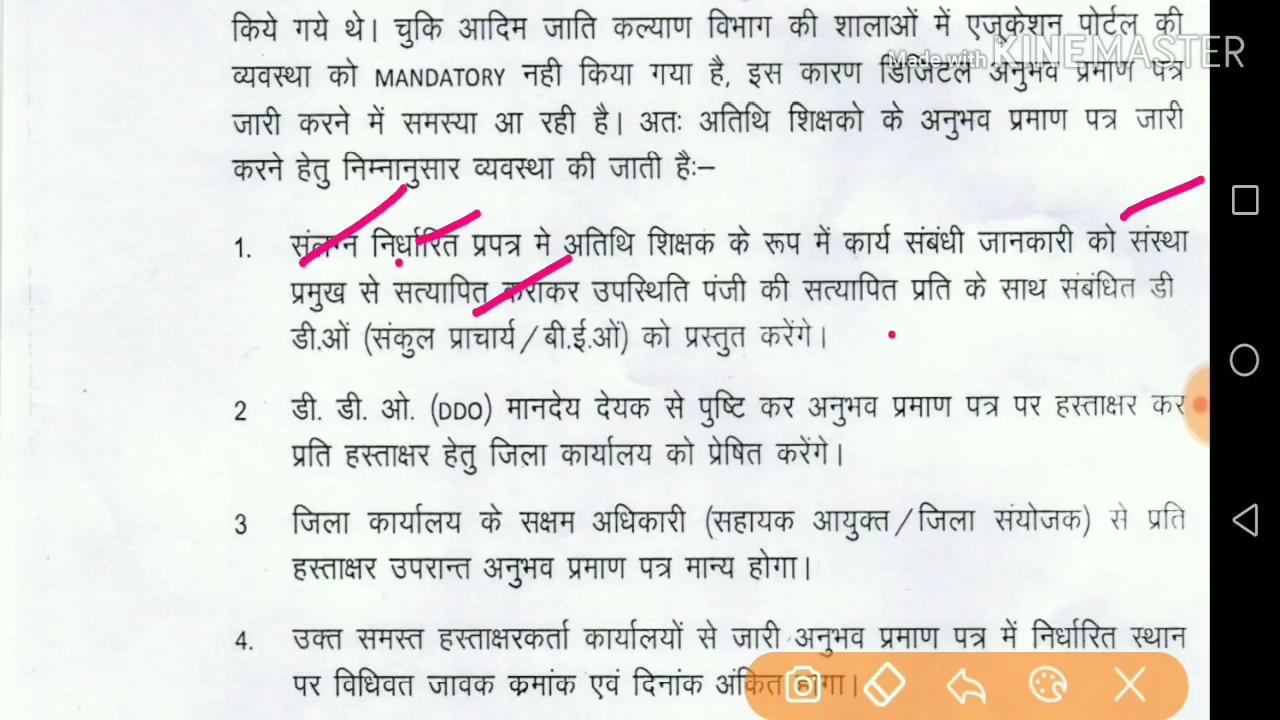 किये गये थे। चुकि आदिम जाति कल्याण विभाग की शालाओं में एजुकेशन पोर्टल की
Made with KINEMASTER
व्यवस्था को MANDATORY नही किया गया है, इस कारण डिजिटल अनुभव प्रमाण पत्र
जारी करने में समस्या आ रही है। अतः अतिथि शिक्षको के अनुभव प्रमाण पत्र जारी
करने हेतु निम्नानुसार व्यवस्था की जाती हैः–
1. संलग्न निर्धारित प्रपत्र मे अतिथि शिक्षक के रूप में कार्य संबंधी जानकारी को संस्था
प्रमुख से सत्यापित कराकर उपस्थिति पंजी की सत्यापित प्रति के साथ संबंधित डी
डी.ओं (संकुल प्राचार्य/बी.ई.ओं) को प्रस्तुत करेंगे।
2 डी. डी. ओ. (DDO) मानदेय देयक से पुष्टि कर अनुभव प्रमाण पत्र पर हस्ताक्षर कर
प्रति हस्ताक्षर हेतु जिला कार्यालय को प्रेषित करेंगे।
3 जिला कार्यालय के सक्षम अधिकारी (सहायक आयुक्त/जिला संयोजक) से प्रति
हस्ताक्षर उपरान्त अनुभव प्रमाण पत्र मान्य होगा।
4. उक्त समस्त हस्ताक्षरकर्ता कार्यालयों से जारी अनुभव प्रमाण पत्र में निर्धारित स्थान
पर विधिवत जावक क्रमांक एवं दिनांक अंकित होगा।